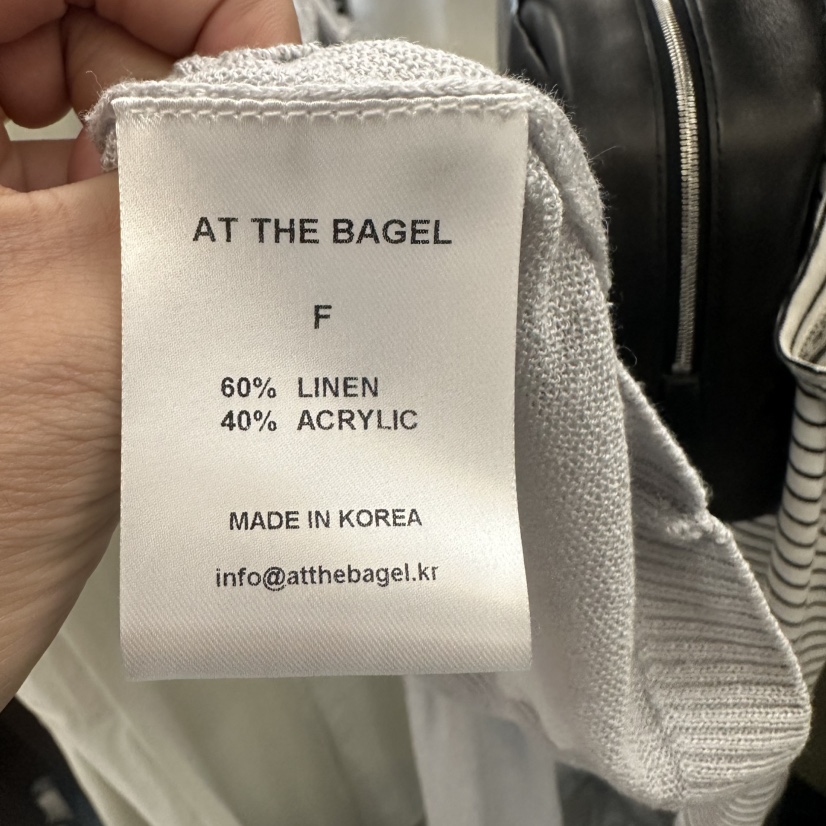 AT THE BAGEL
F
60% LINEN
40% ACRYLIC
MADE IN KOREA
info@atthebagel.kr